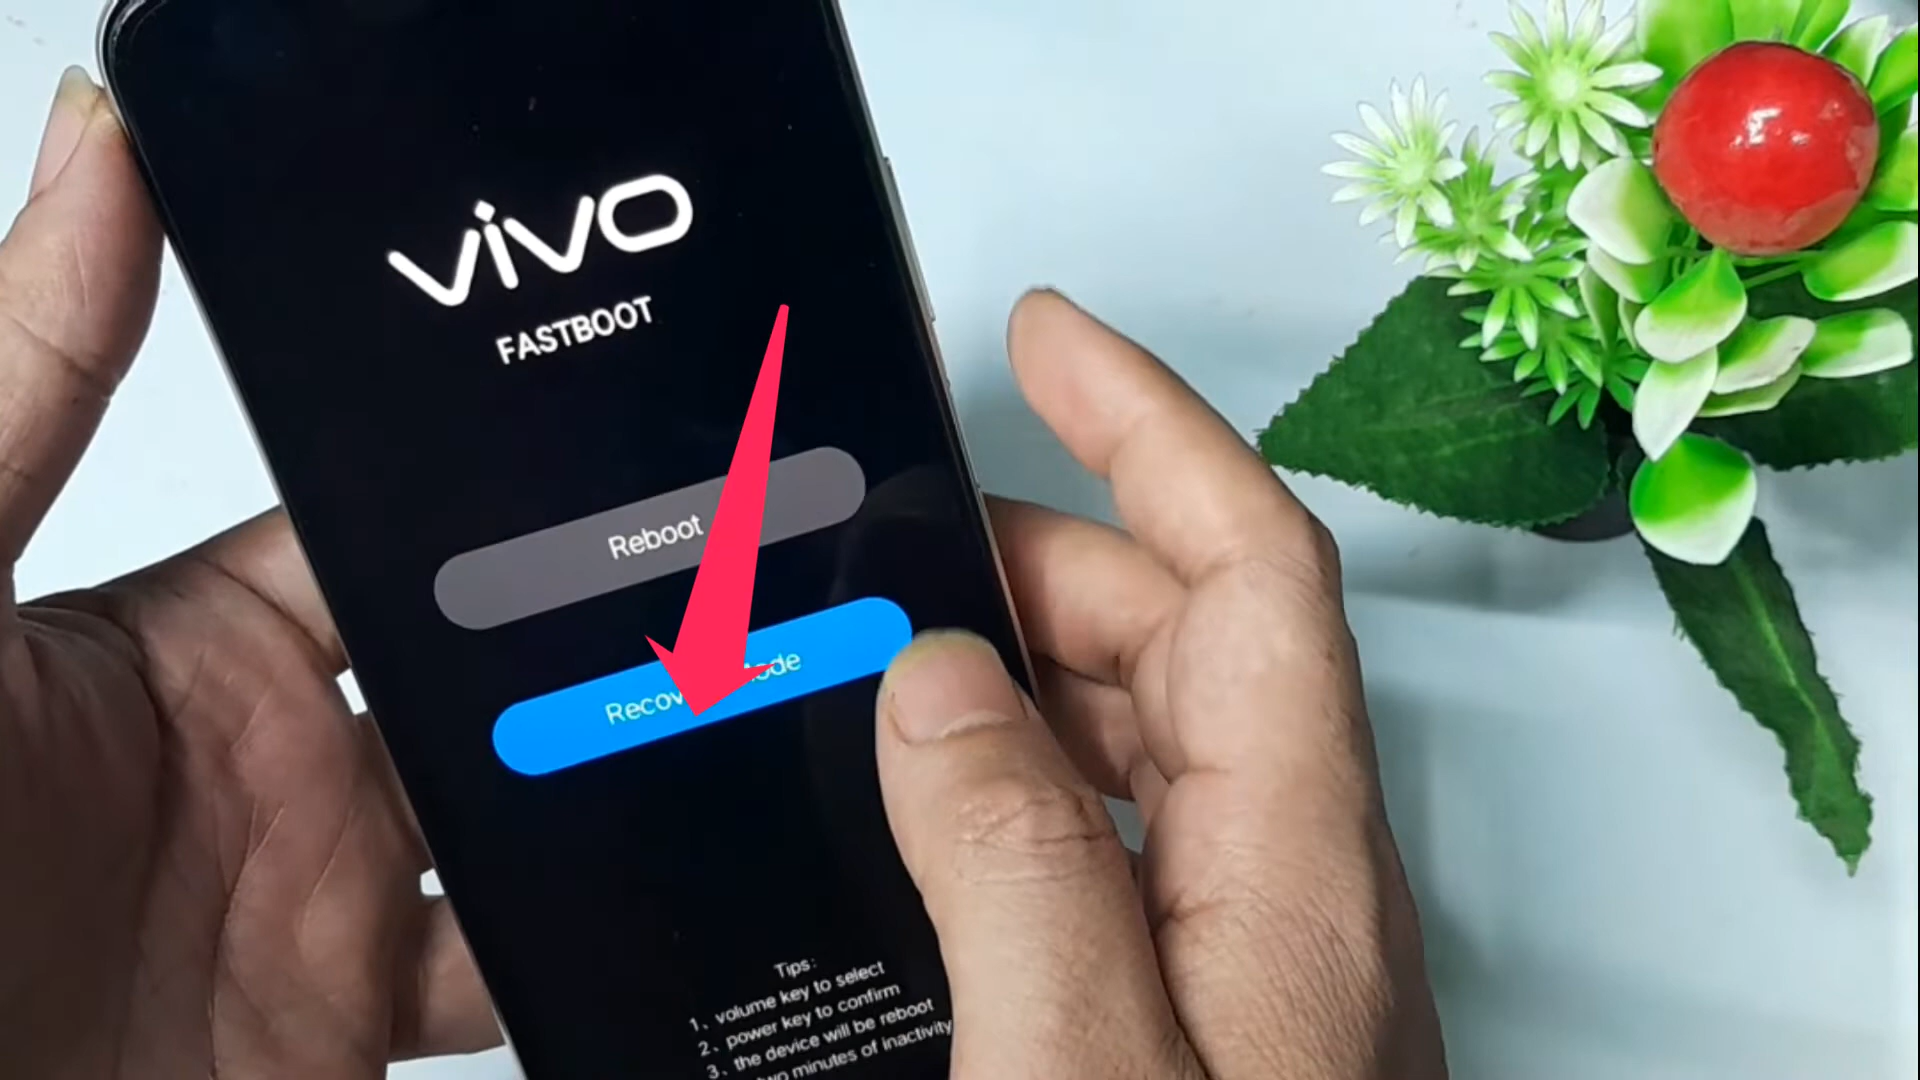 vivo
FASTBOOT
Reboot
Recov ode
Tips:
1、volume key to select
2、power key to confirm
3、the device will be reboot
two minutes of inactivity